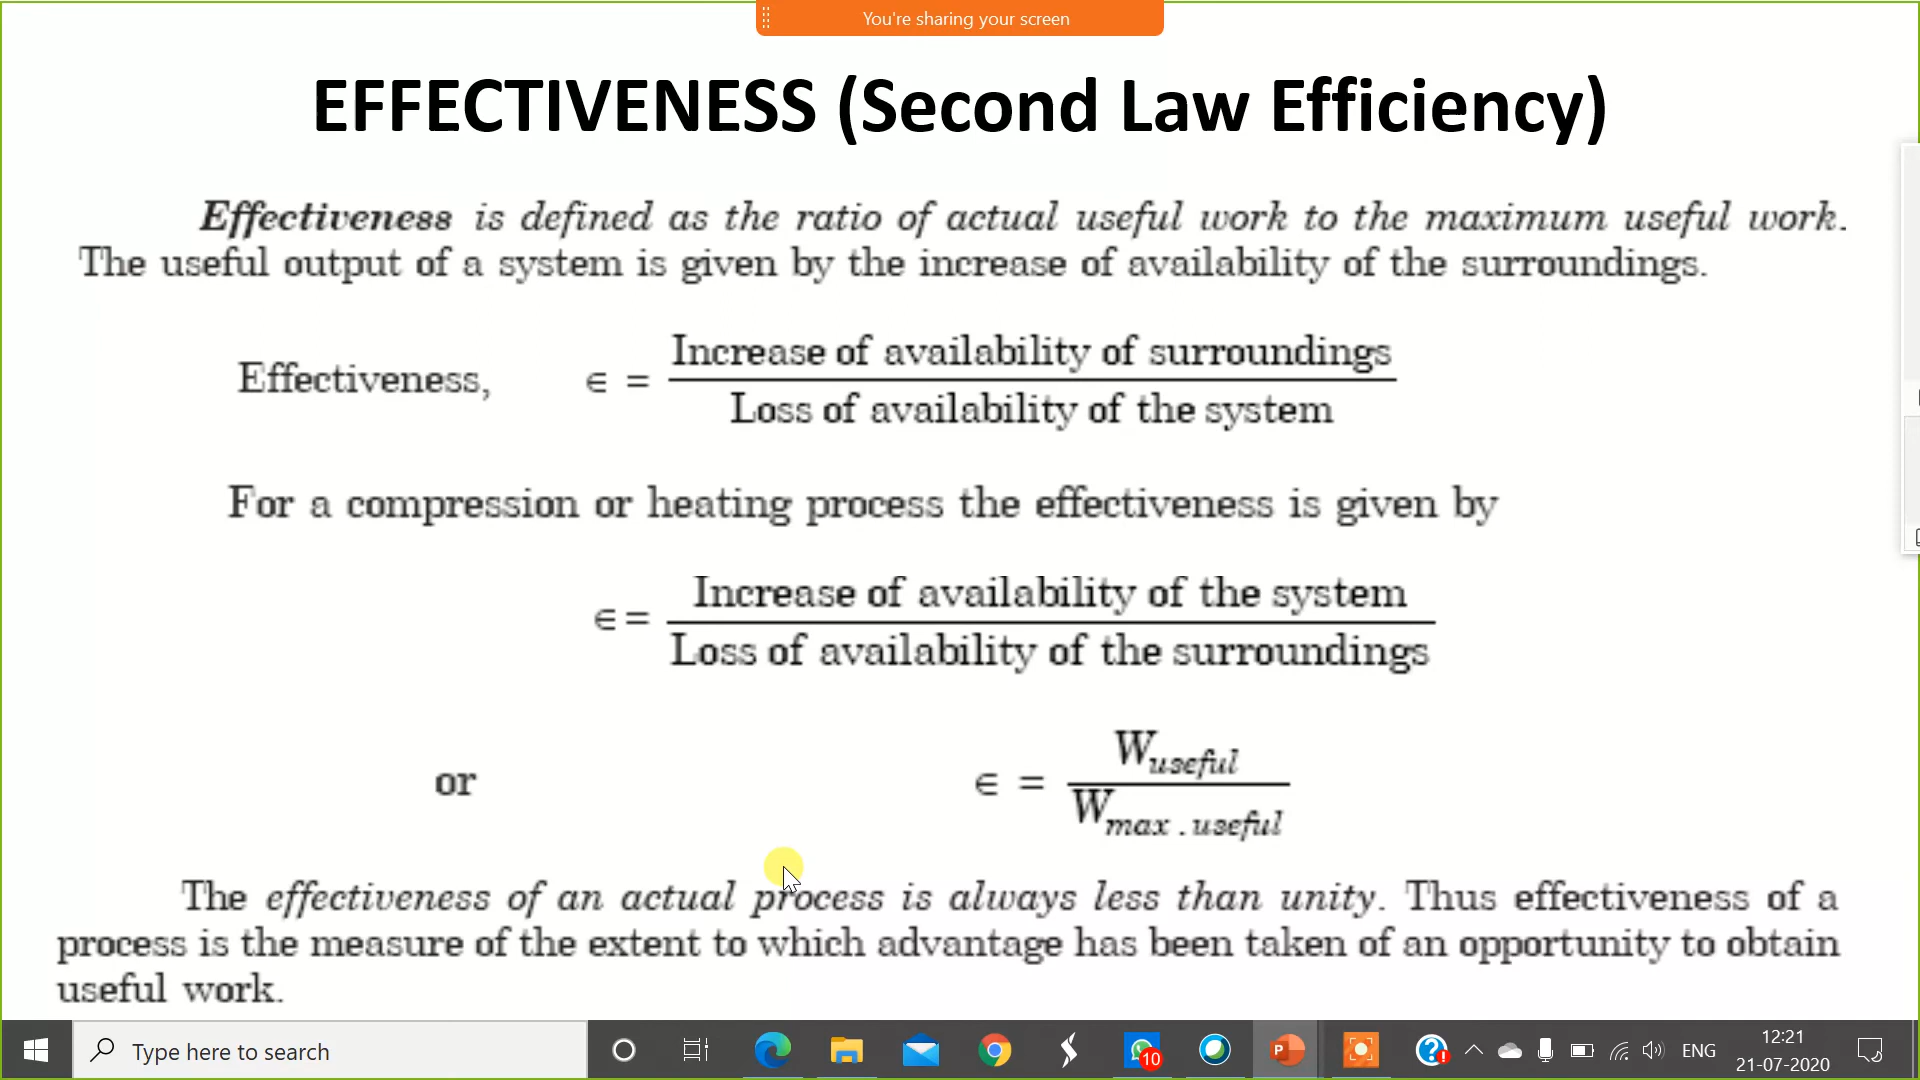 You're sharing your screen
EFFECTIVENESS (Second Law Efficiency)
Effectiveness is defined as the ratio of actual useful work to the maximum useful work.
The useful output of a system is given by the increase of availability of the surroundings.
Effectiveness, ∈ = Increase of availability of surroundings
Loss of availability of the system
For a compression or heating process the effectiveness is given by
∈ = Increase of availability of the system
Loss of availability of the surroundings
or ∈ = W_useful
W_max . useful
The effectiveness of an actual process is always less than unity. Thus effectiveness of a
process is the measure of the extent to which advantage has been taken of an opportunity to obtain
useful work.
Type here to search
10
P
ENG
12:21
21-07-2020